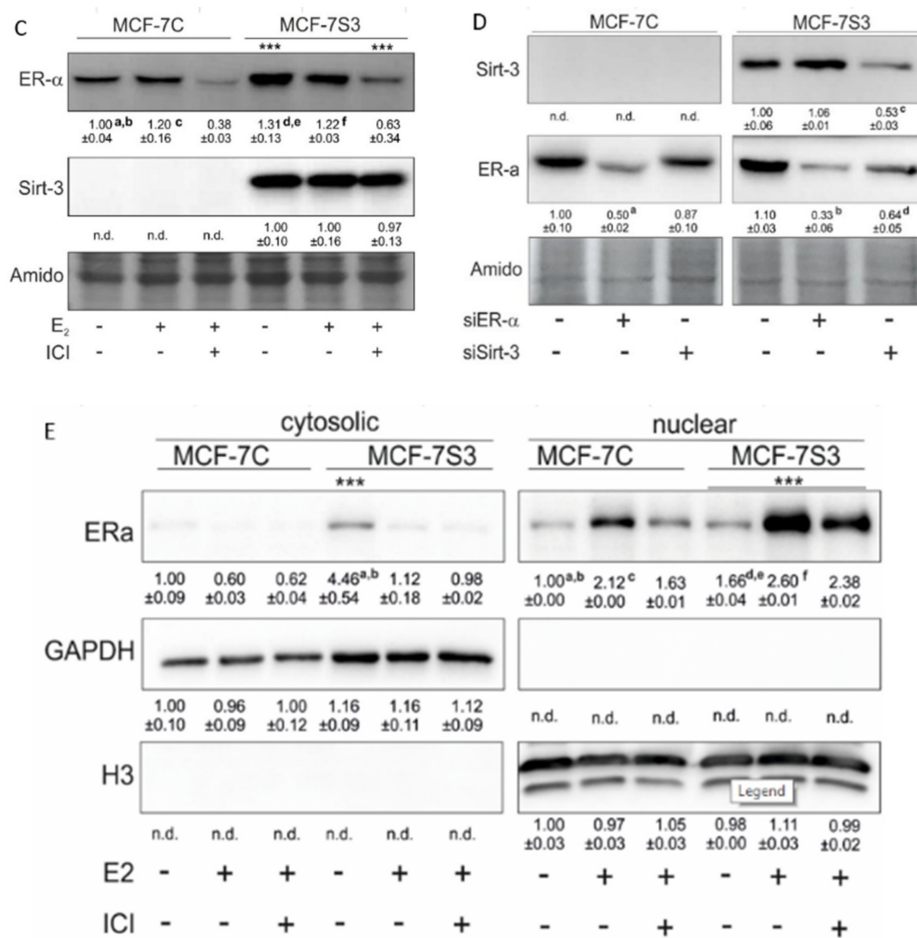 C
MCF-7C MCF-7S3
*** ***
ER-α
1.00 a,b 1.20 c 0.38 1.31 d,e 1.22 f 0.63
±0.04 ±0.16 ±0.03 ±0.13 ±0.03 ±0.34
Sirt-3
n.d. n.d. n.d. 1.00 1.00 0.97
±0.10 ±0.16 ±0.13
Amido
E2 - + + - + +
ICI - - + - - +
D
MCF-7C MCF-7S3
Sirt-3
n.d. n.d. n.d. 1.00 1.06 0.53 c
±0.06 ±0.01 ±0.03
ER-a
1.00 0.50 a 0.87 1.10 0.33 b 0.64 d
±0.10 ±0.02 ±0.10 ±0.03 ±0.06 ±0.05
Amido
siER-α - + - - + -
siSirt-3 - - + - - +
E
cytosolic nuclear
MCF-7C MCF-7S3 MCF-7C MCF-7S3
*** ***
ERa
1.00 0.60 0.62 4.46 a,b 1.12 0.98 1.00 a,b 2.12 c 1.63 1.66 d,e 2.60 f 2.38
±0.09 ±0.03 ±0.04 ±0.54 ±0.18 ±0.02 ±0.00 ±0.00 ±0.01 ±0.04 ±0.01 ±0.02
GAPDH
1.00 0.96 1.00 1.16 1.16 1.12 n.d. n.d. n.d. n.d. n.d. n.d.
±0.10 ±0.09 ±0.12 ±0.09 ±0.11 ±0.09
H3
Legend
n.d. n.d. n.d. n.d. n.d. n.d. 1.00 0.97 1.05 0.98 1.11 0.99
±0.03 ±0.03 ±0.03 ±0.00 ±0.03 ±0.02
E2 - + + - + + - + + - + +
ICI - - + - - + - - + - - +